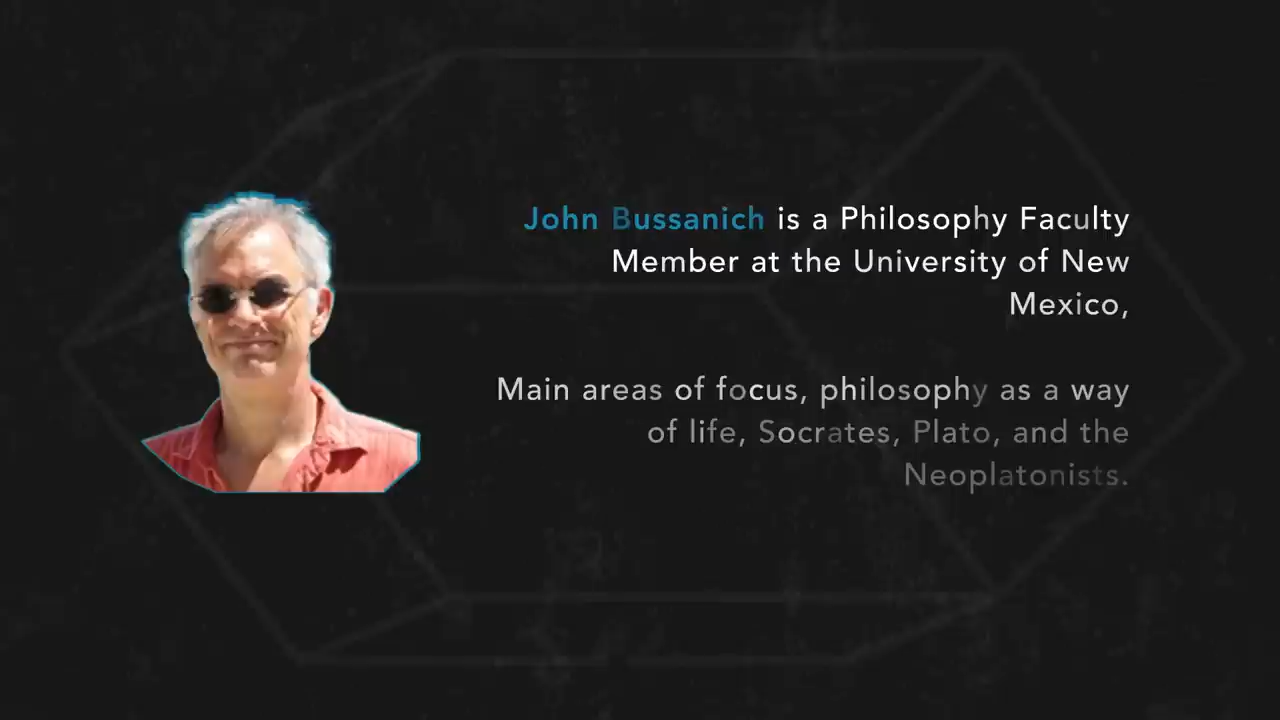 John Bussanich is a Philosophy Faculty
Member at the University of New
Mexico,
Main areas of focus, philosophy as a way
of life, Socrates, Plato, and the
Neoplatonists.